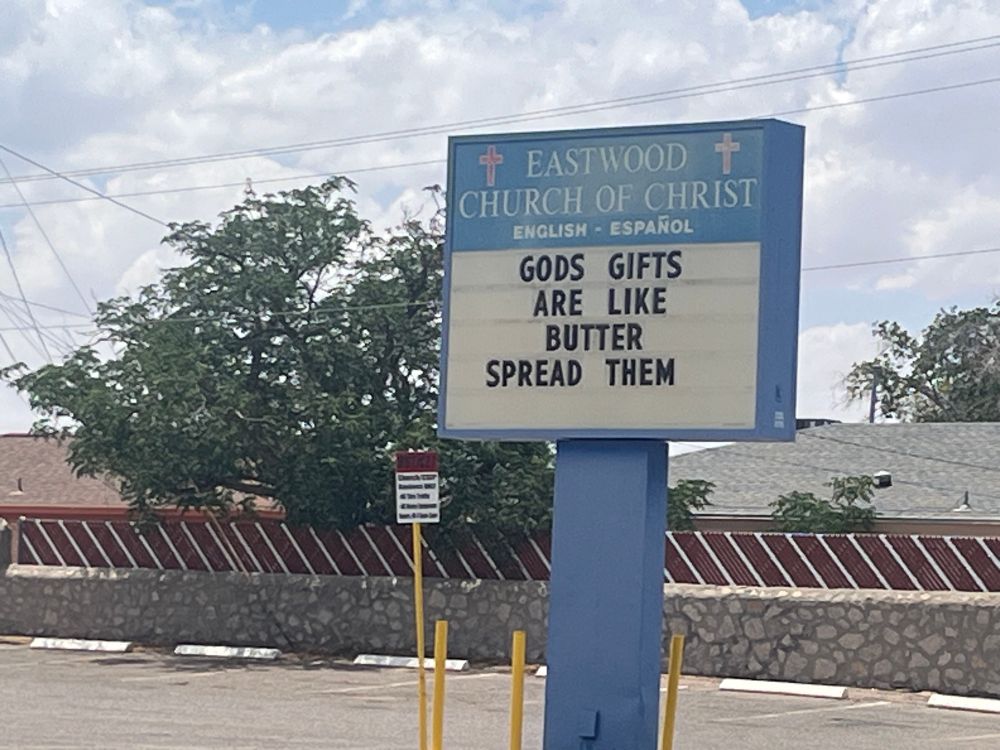 EASTWOOD
CHURCH OF CHRIST
ENGLISH - ESPAÑOL
GODS GIFTS
ARE LIKE
BUTTER
SPREAD THEM